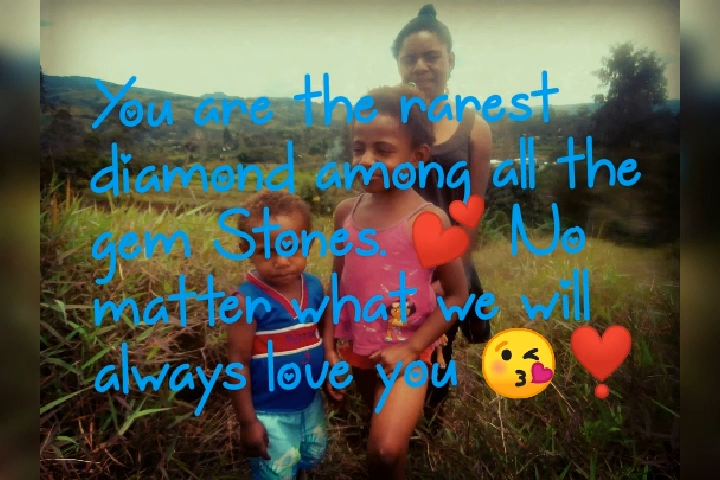 You are the rarest
diamond among all the
gem Stones. 💕 No
matter what we will
always love you 😘❣️